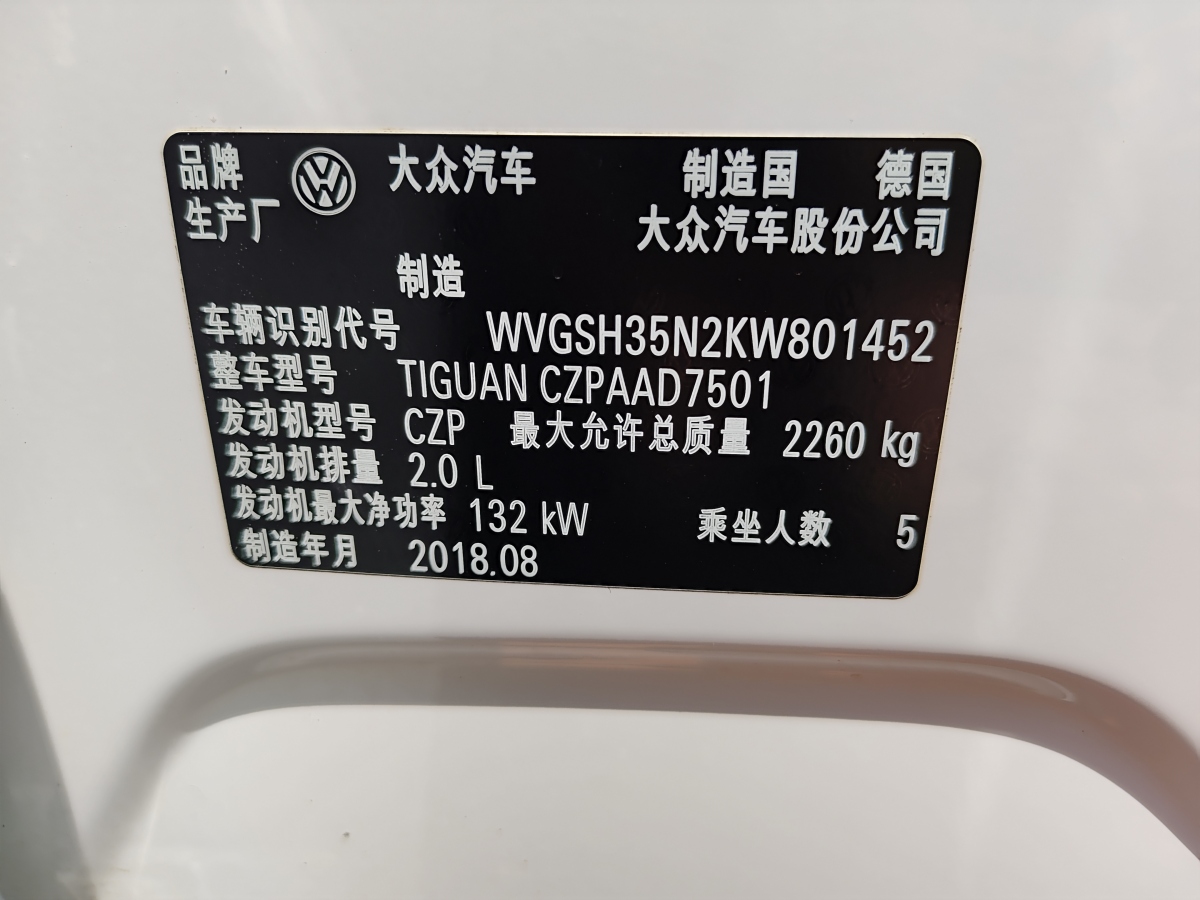 品牌 大众汽车 制造国 德国
生产厂 大众汽车股份公司
制造
车辆识别代号 WVGSH35N2KW801452
整车型号 TIGUAN CZPAAD7501
发动机型号 CZP 最大允许总质量 2260 kg
发动机排量 2.0 L
发动机最大净功率 132 kW 乘坐人数 5
制造年月 2018.08